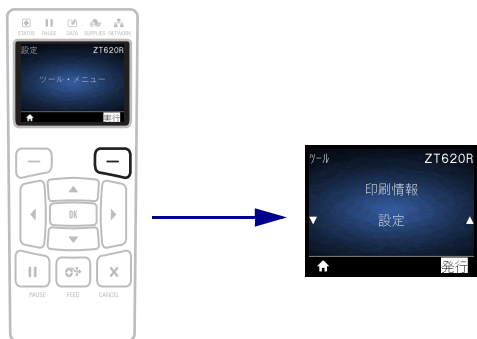 STATUS PAUSE DATA SUPPLIES NETWORK
設定 ZT620R
ツール・メニュー
実行
OK
PAUSE FEED CANCEL
ツール ZT620R
印刷情報
設定
発行